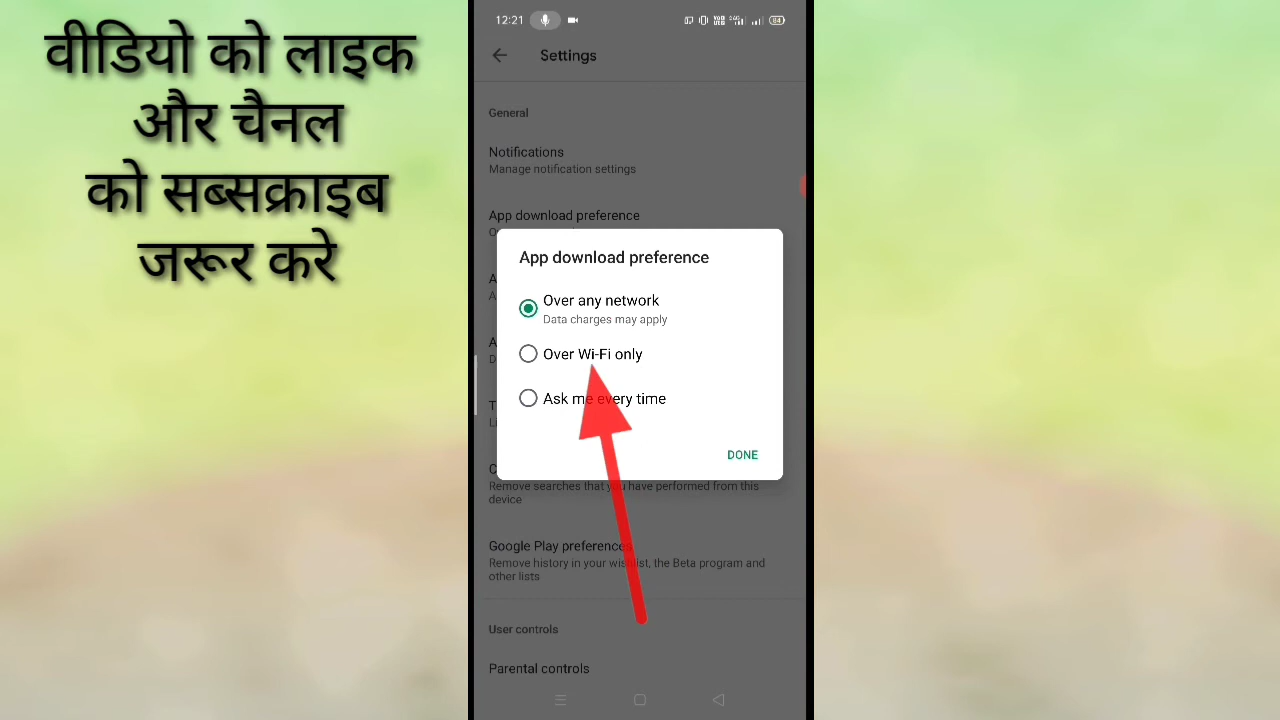 वीडियो को लाइक
और चैनल
को सब्सक्राइब
जरूर करे
12:21
84
Settings
General
Notifications
Manage notification settings
App download preference
App download preference
Over any network
Data charges may apply
Over Wi-Fi only
Ask me every time
DONE
Remove searches that you have performed from this
device
Google Play preferences
Remove history in your wishlist, the Beta program and
other lists
User controls
Parental controls